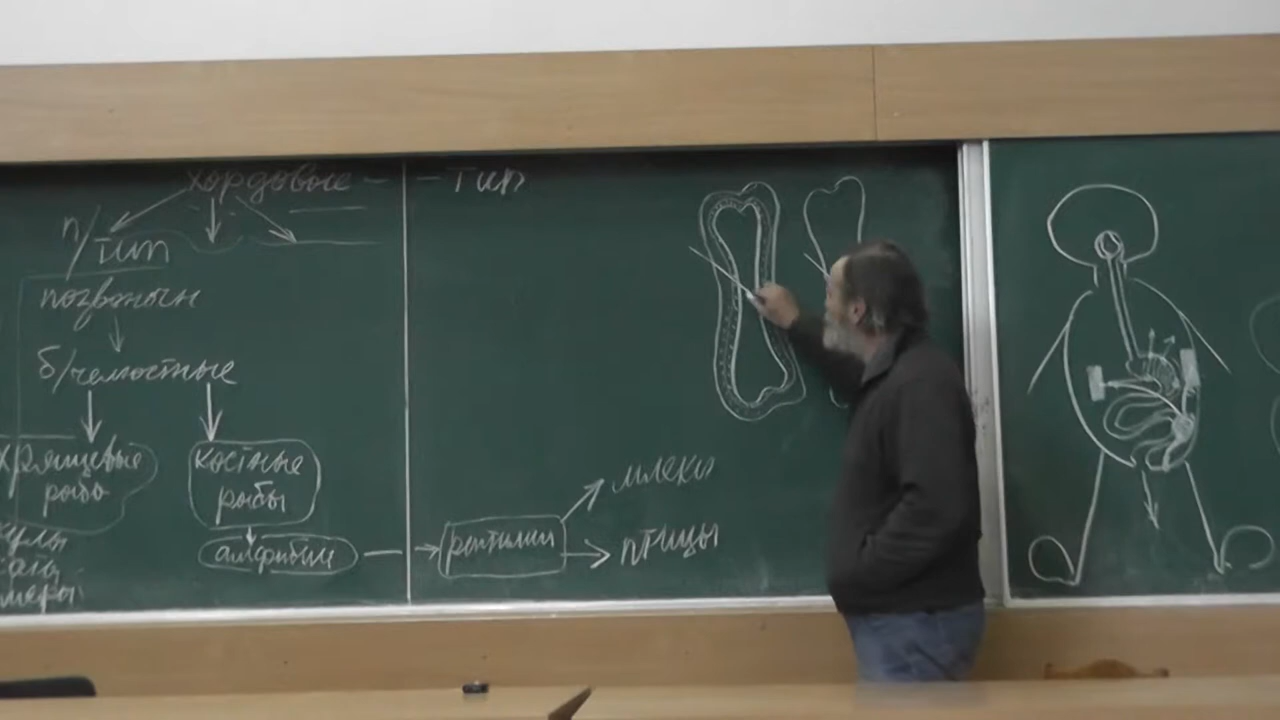 хордовые - - тип
п/тип
позвоночн
б/челюстные
хрящевые
рыбы
костные
рыбы
амфибии
рептилии
млеко
птицы